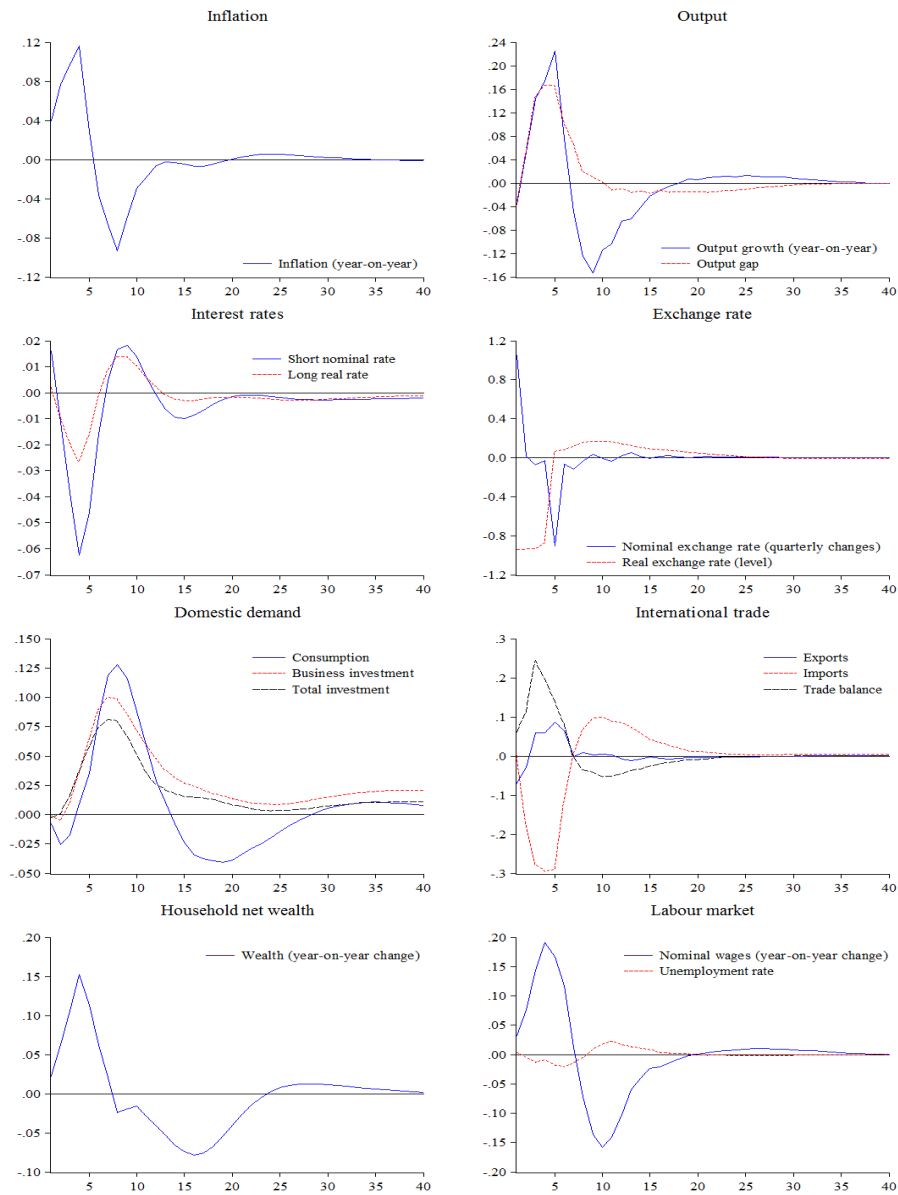 Inflation
.12
.08
.04
.00
-.04
-.08
-.12
Inflation (year-on-year)
5 10 15 20 25 30 35 40
Output
.24
.20
.16
.12
.08
.04
.00
-.04
-.08
-.12
-.16
Output growth (year-on-year)
Output gap
5 10 15 20 25 30 35 40
Interest rates
.02
.01
.00
-.01
-.02
-.03
-.04
-.05
-.06
-.07
Short nominal rate
Long real rate
5 10 15 20 25 30 35 40
Exchange rate
1.2
0.8
0.4
0.0
-0.4
-0.8
-1.2
Nominal exchange rate (quarterly changes)
Real exchange rate (level)
5 10 15 20 25 30 35 40
Domestic demand
.150
.125
.100
.075
.050
.025
.000
-.025
-.050
Consumption
Business investment
Total investment
5 10 15 20 25 30 35 40
International trade
.3
.2
.1
.0
-.1
-.2
-.3
Exports
Imports
Trade balance
5 10 15 20 25 30 35 40
Household net wealth
.20
.15
.10
.05
.00
-.05
-.10
Wealth (year-on-year change)
5 10 15 20 25 30 35 40
Labour market
.20
.15
.10
.05
.00
-.05
-.10
-.15
-.20
Nominal wages (year-on-year change)
Unemployment rate
5 10 15 20 25 30 35 40